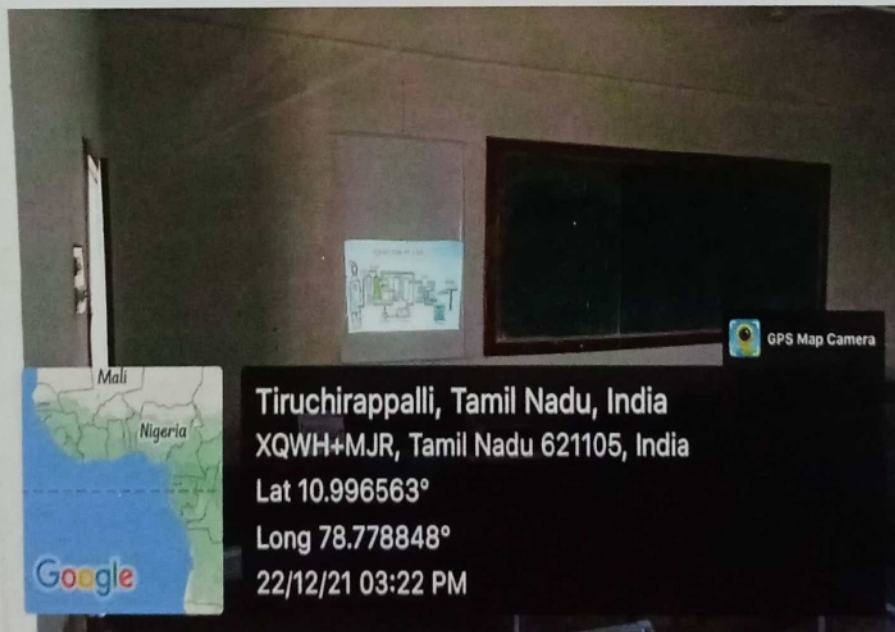 GPS Map Camera
Mali
Nigeria
Google
Tiruchirappalli, Tamil Nadu, India
XQWH+MJR, Tamil Nadu 621105, India
Lat 10.996563°
Long 78.778848°
22/12/21 03:22 PM